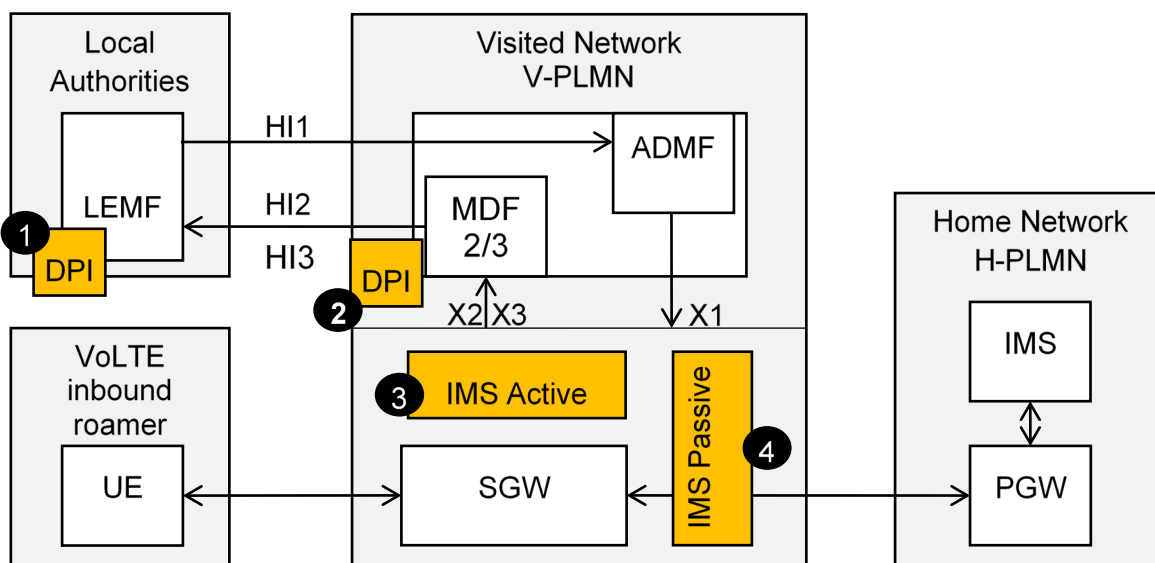 Local
Authorities
LEMF
1
DPI
HI1
HI2
HI3
Visited Network
V-PLMN
ADMF
MDF
2/3
DPI
2
X2
X3
X1
3
IMS Active
IMS Passive
4
SGW
VoLTE
inbound
roamer
UE
Home Network
H-PLMN
IMS
PGW